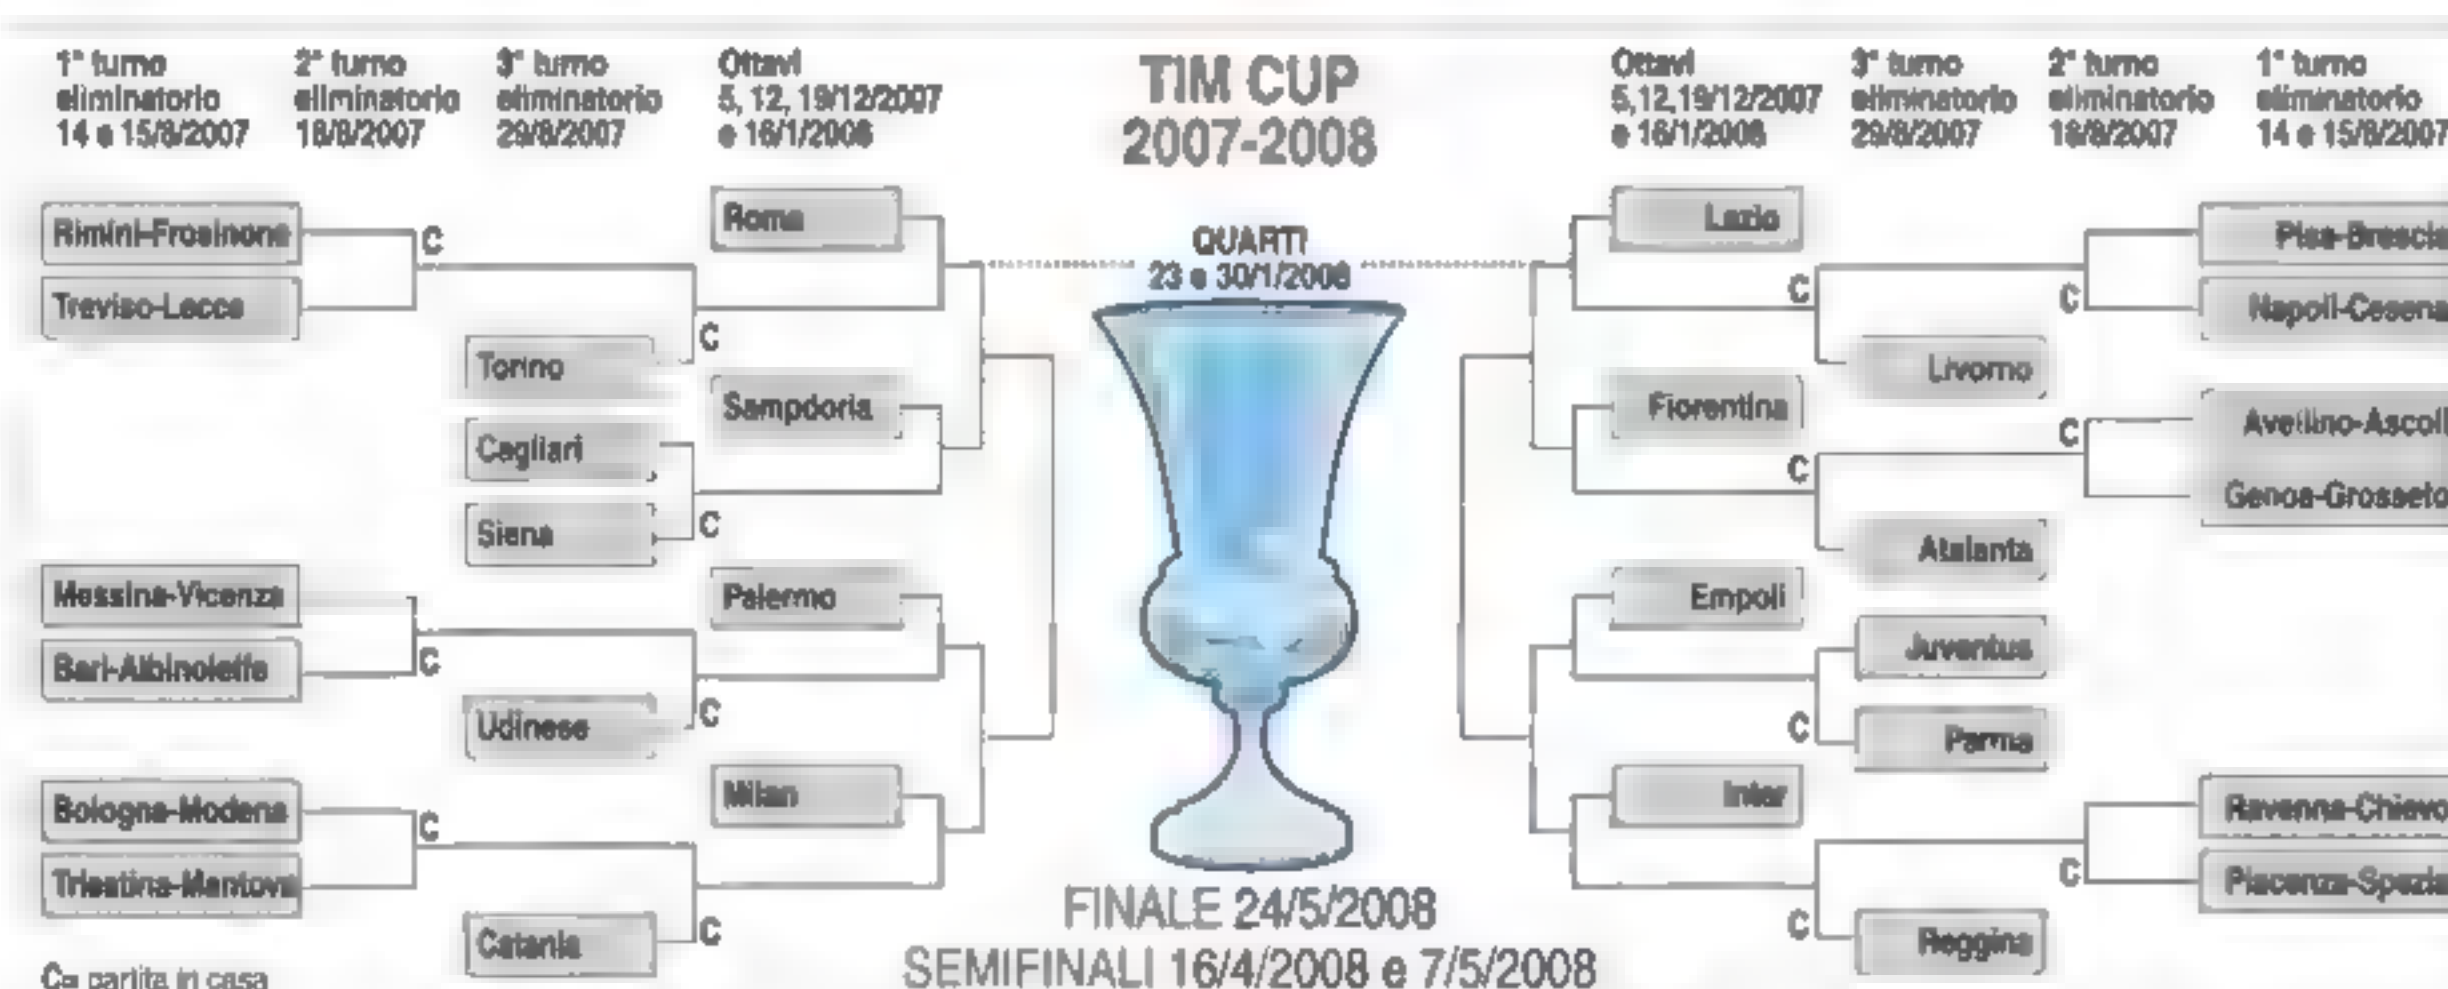 1° turno
eliminatorio
14 e 15/8/2007
2° turno
eliminatorio
18/8/2007
3° turno
eliminatorio
29/8/2007
Ottavi
5, 12, 19/12/2007
e 16/1/2008
TIM CUP
2007-2008
Ottavi
5,12,19/12/2007
e 16/1/2008
3° turno
eliminatorio
29/8/2007
2° turno
eliminatorio
18/8/2007
1° turno
eliminatorio
14 e 15/8/2007
Rimini-Frosinone
Treviso-Lecce
C
Torino
C
Cagliari
Siena
C
Messina-Vicenza
Bari-Albinoleffe
C
Udinese
C
Bologna-Modena
Triestina-Mantova
C
Catania
C
Roma
Sampdoria
Palermo
Milan
QUARTI
23 e 30/1/2008
Lazio
Fiorentina
Empoli
Inter
C
Livorno
C
Atalanta
Juventus
C
Parma
C
Reggina
Pisa-Brescia
C
Napoli-Cesena
C
Avellino-Ascoli
Genoa-Grosseto
Ravenna-Chievo
C
Piacenza-Spezia
FINALE 24/5/2008
SEMIFINALI 16/4/2008 e 7/5/2008
C= partita in casa